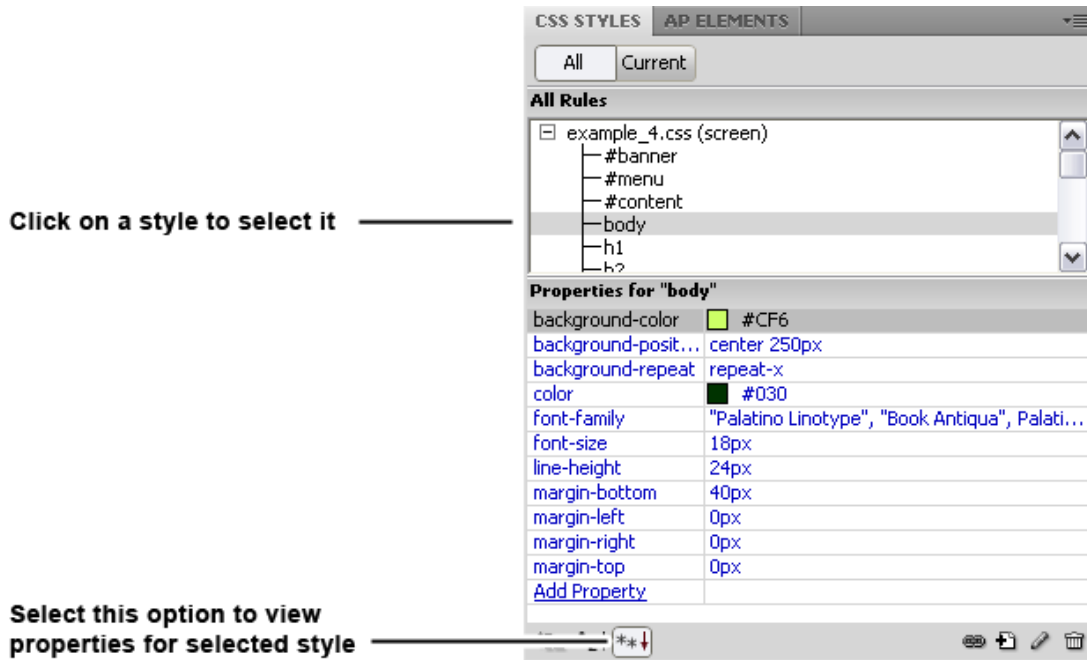 CSS STYLES AP ELEMENTS
All Current
All Rules
example_4.css (screen)
#banner
#menu
#content
Click on a style to select it
body
h1
h2
Properties for "body"
background-color #CF6
background-posit... center 250px
background-repeat repeat-x
color #030
font-family "Palatino Linotype", "Book Antiqua", Palati...
font-size 18px
line-height 24px
margin-bottom 40px
margin-left 0px
margin-right 0px
margin-top 0px
Add Property
Select this option to view
properties for selected style
**